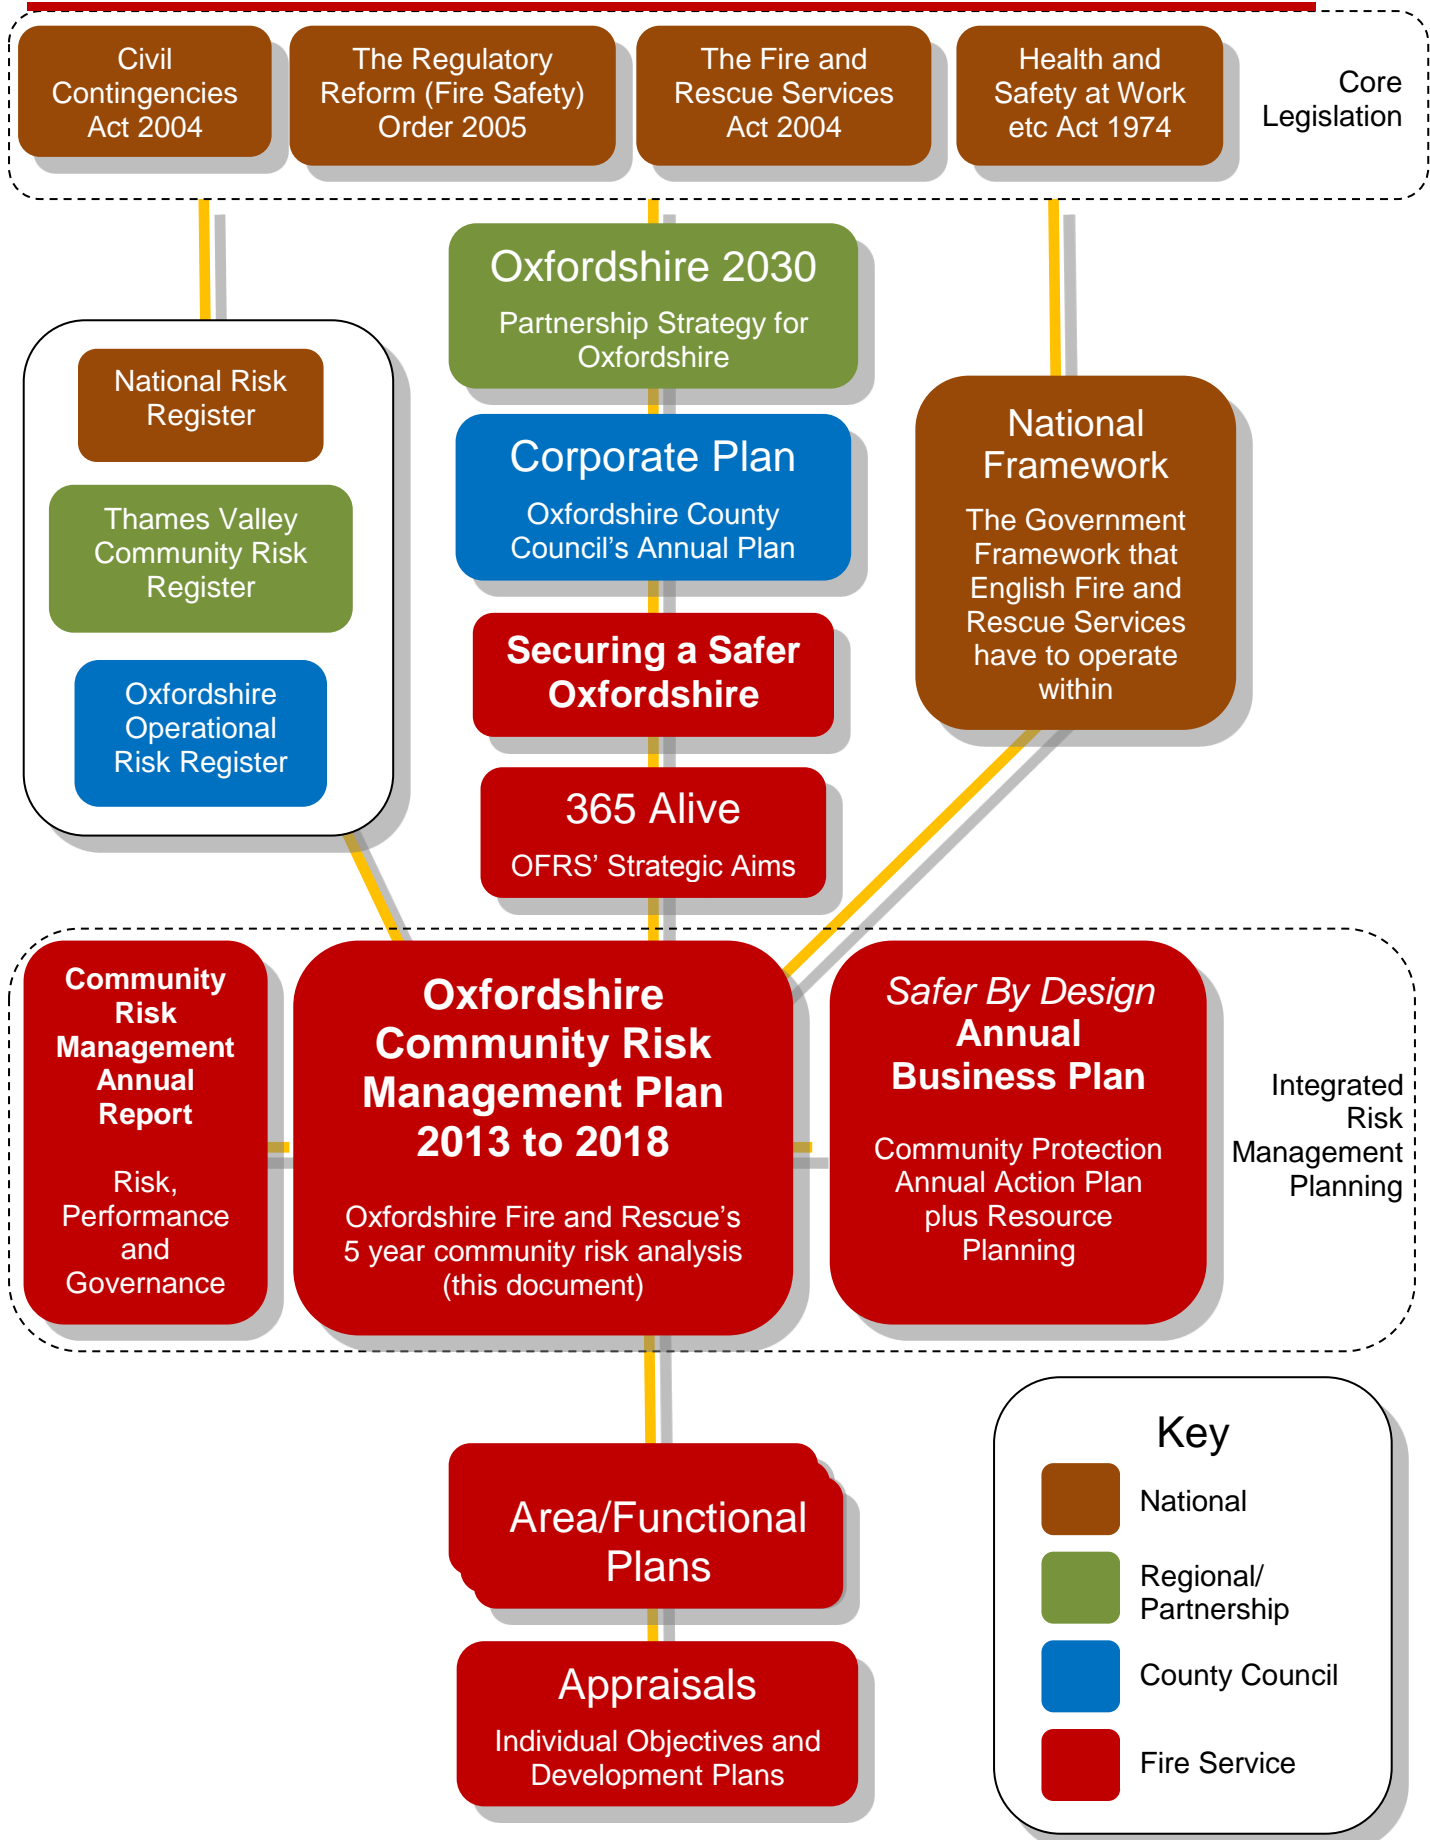 Civil
Contingencies
Act 2004
The Regulatory
Reform (Fire Safety)
Order 2005
The Fire and
Rescue Services
Act 2004
Health and
Safety at Work
etc Act 1974
Core
Legislation
Oxfordshire 2030
Partnership Strategy for
Oxfordshire
National Risk
Register
Thames Valley
Community Risk
Register
Oxfordshire
Operational
Risk Register
Corporate Plan
Oxfordshire County
Council’s Annual Plan
National
Framework
The Government
Framework that
English Fire and
Rescue Services
have to operate
within
Securing a Safer
Oxfordshire
365 Alive
OFRS’ Strategic Aims
Community
Risk
Management
Annual
Report
Risk,
Performance
and
Governance
Oxfordshire
Community Risk
Management Plan
2013 to 2018
Oxfordshire Fire and Rescue’s
5 year community risk analysis
(this document)
Safer By Design
Annual
Business Plan
Community Protection
Annual Action Plan
plus Resource
Planning
Integrated
Risk
Management
Planning
Area/Functional
Plans
Appraisals
Individual Objectives and
Development Plans
Key
National
Regional/
Partnership
County Council
Fire Service